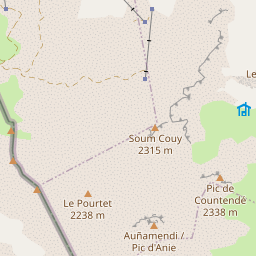 Le
Soum Couy
2315 m
Pic de
Countendé
2338 m
Le Pourtet
2238 m
Auñamendi /
Pic d'Anie